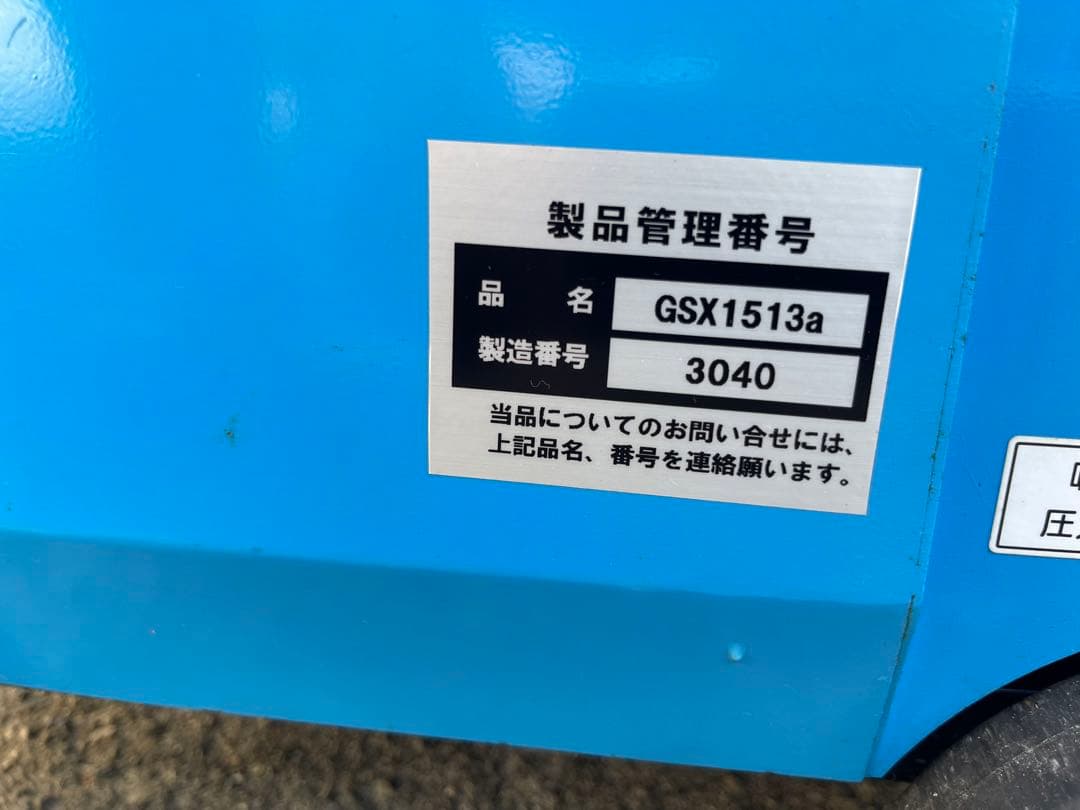 製品管理番号
品名 GSX1513a
製造番号 3040
当品についてのお問い合せには、
上記品名、番号を連絡願います。
圧